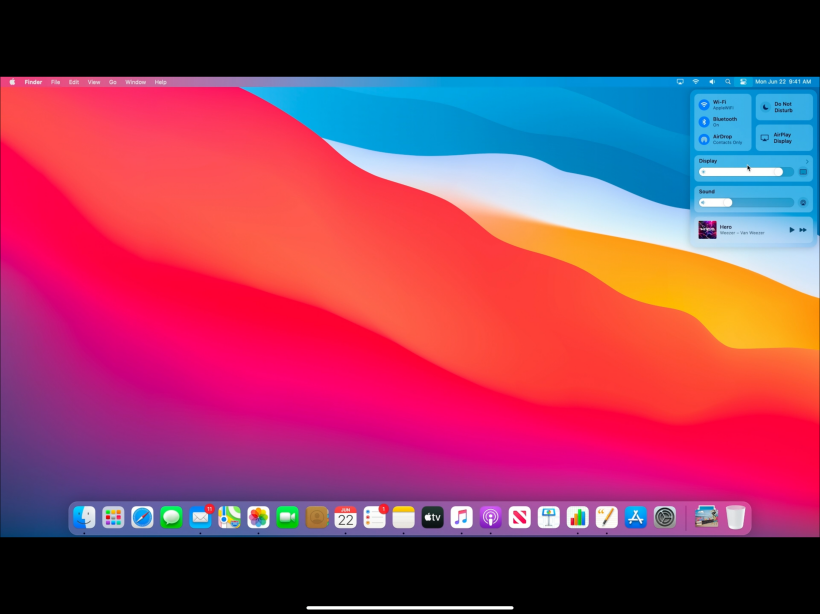 Finder File Edit View Go Window Help
Mon Jun 22 9:41 AM
Wi-Fi
AppleWiFi
Bluetooth
On
AirDrop
Contacts Only
Do Not
Disturb
AirPlay
Display
Display
Sound
Hero
Weezer – Van Weezer
11
JUN
22
1
tv